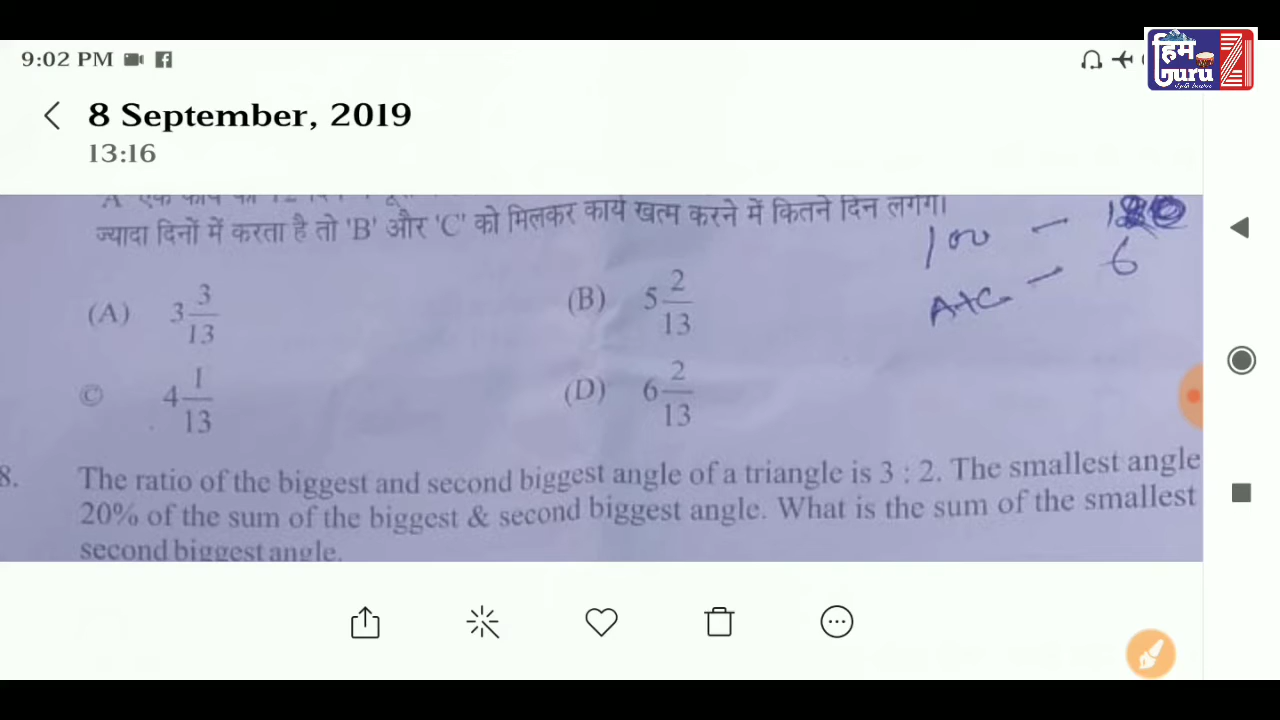 9:02 PM
हिम
Guru
Z
8 September, 2019
13:16
A एक कार्य को 12 दिन
ज्यादा दिनों में करता है तो 'B' और 'C' को मिलकर कार्य खत्म करने में कितने दिन लगेंगे।
100 —
A+C — 6
(A) 3 3/13 (B) 5 2/13
© 4 1/13 (D) 6 2/13
8. The ratio of the biggest and second biggest angle of a triangle is 3 : 2. The smallest angle
20% of the sum of the biggest & second biggest angle. What is the sum of the smallest
second biggest angle.